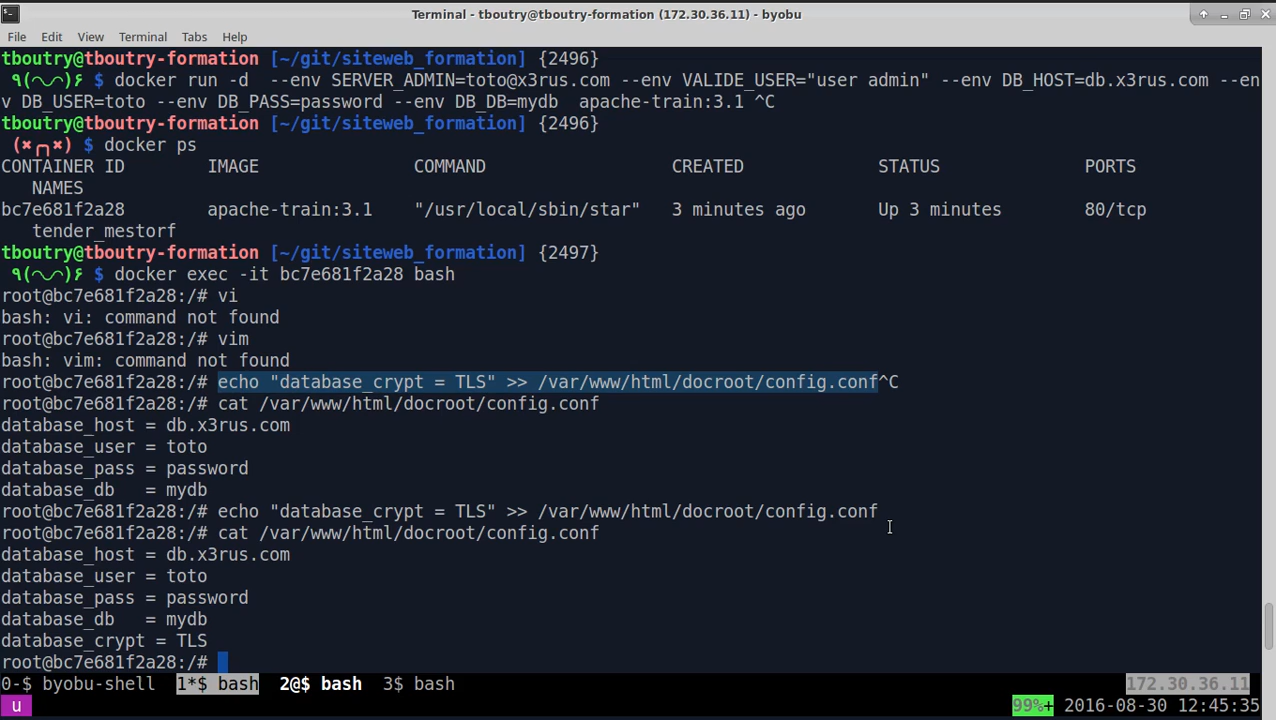 Terminal - tboutry@tboutry-formation (172.30.36.11) - byobu
File Edit View Terminal Tabs Help
tboutry@tboutry-formation [~/git/siteweb_formation] {2496}
٩(◠◡◠)۶ $ docker run -d  --env SERVER_ADMIN=toto@x3rus.com --env VALIDE_USER="user admin" --env DB_HOST=db.x3rus.com --en
v DB_USER=toto --env DB_PASS=password --env DB_DB=mydb  apache-train:3.1 ^C
tboutry@tboutry-formation [~/git/siteweb_formation] {2496}
(✖╭╮✖) $ docker ps
CONTAINER ID        IMAGE               COMMAND                  CREATED             STATUS              PORTS
NAMES
bc7e681f2a28        apache-train:3.1    "/usr/local/sbin/star"   3 minutes ago       Up 3 minutes        80/tcp
tender_mestorf
tboutry@tboutry-formation [~/git/siteweb_formation] {2497}
٩(◠◡◠)۶ $ docker exec -it bc7e681f2a28 bash
root@bc7e681f2a28:/# vi
bash: vi: command not found
root@bc7e681f2a28:/# vim
bash: vim: command not found
root@bc7e681f2a28:/# echo "database_crypt = TLS" >> /var/www/html/docroot/config.conf^C
root@bc7e681f2a28:/# cat /var/www/html/docroot/config.conf
database_host = db.x3rus.com
database_user = toto
database_pass = password
database_db   = mydb
root@bc7e681f2a28:/# echo "database_crypt = TLS" >> /var/www/html/docroot/config.conf
root@bc7e681f2a28:/# cat /var/www/html/docroot/config.conf
database_host = db.x3rus.com
database_user = toto
database_pass = password
database_db   = mydb
database_crypt = TLS
root@bc7e681f2a28:/#
0-$ byobu-shell  1*$ bash  2@$ bash  3$ bash 172.30.36.11
u 99%+ 2016-08-30 12:45:35